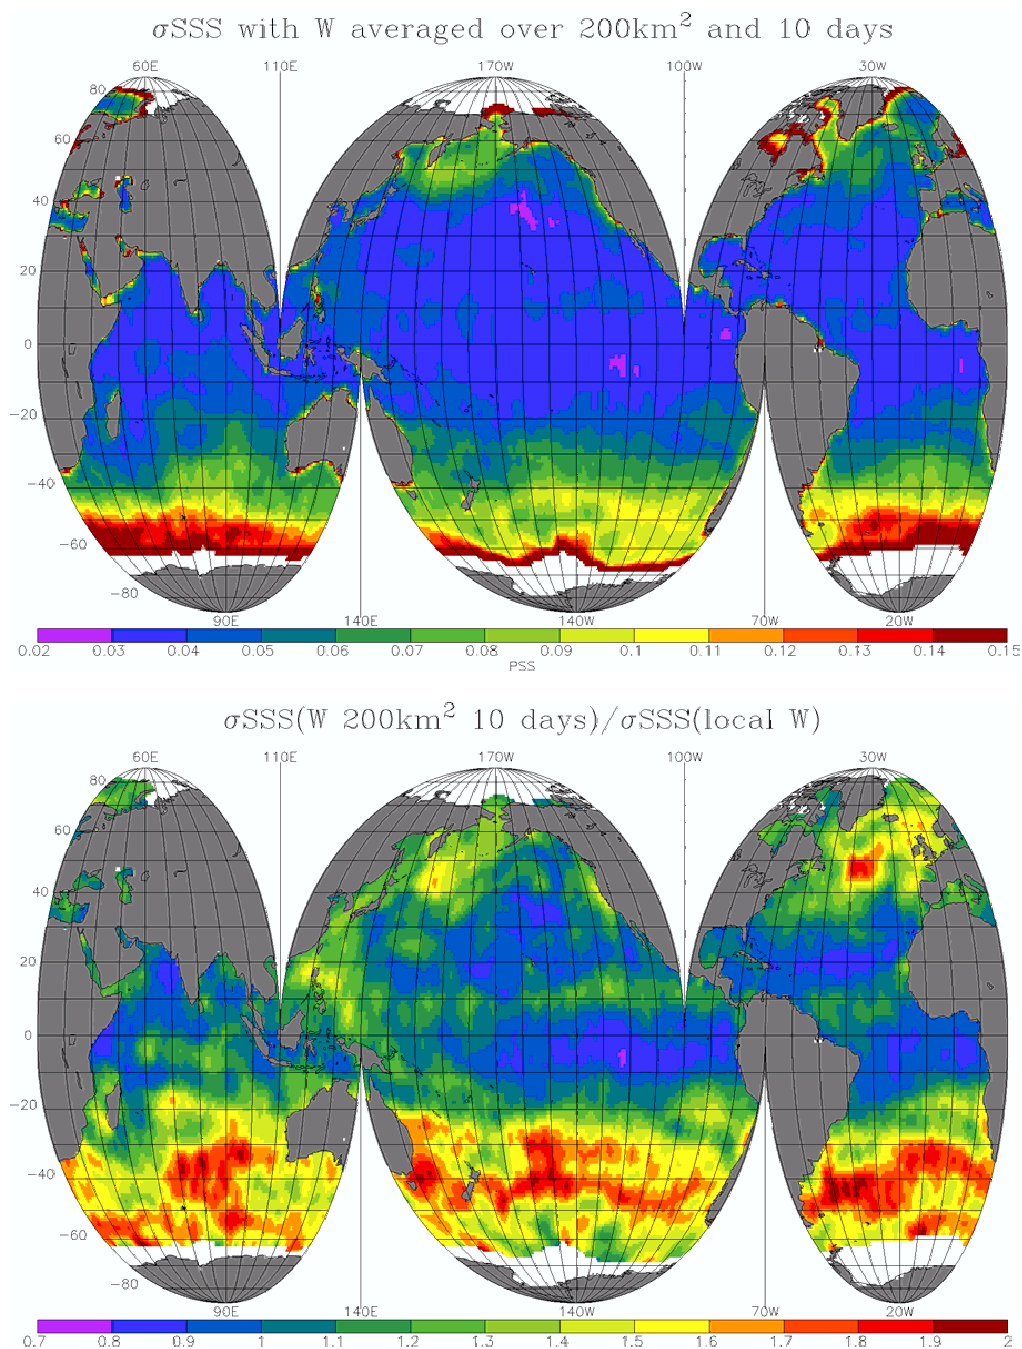 σSSS with W averaged over 200km² and 10 days
60E 110E 170W 100W 30W
80
60
40
20
0
−20
−40
−60
−80
90E 140E 140W 70W 20W
0.02 0.03 0.04 0.05 0.06 0.07 0.08 0.09 0.1 0.11 0.12 0.13 0.14 0.15
PSS
σSSS(W 200km² 10 days)/σSSS(local W)
60E 110E 170W 100W 30W
80
60
40
20
0
−20
−40
−60
−80
90E 140E 140W 70W 20W
0.7 0.8 0.9 1 1.1 1.2 1.3 1.4 1.5 1.6 1.7 1.8 1.9 2